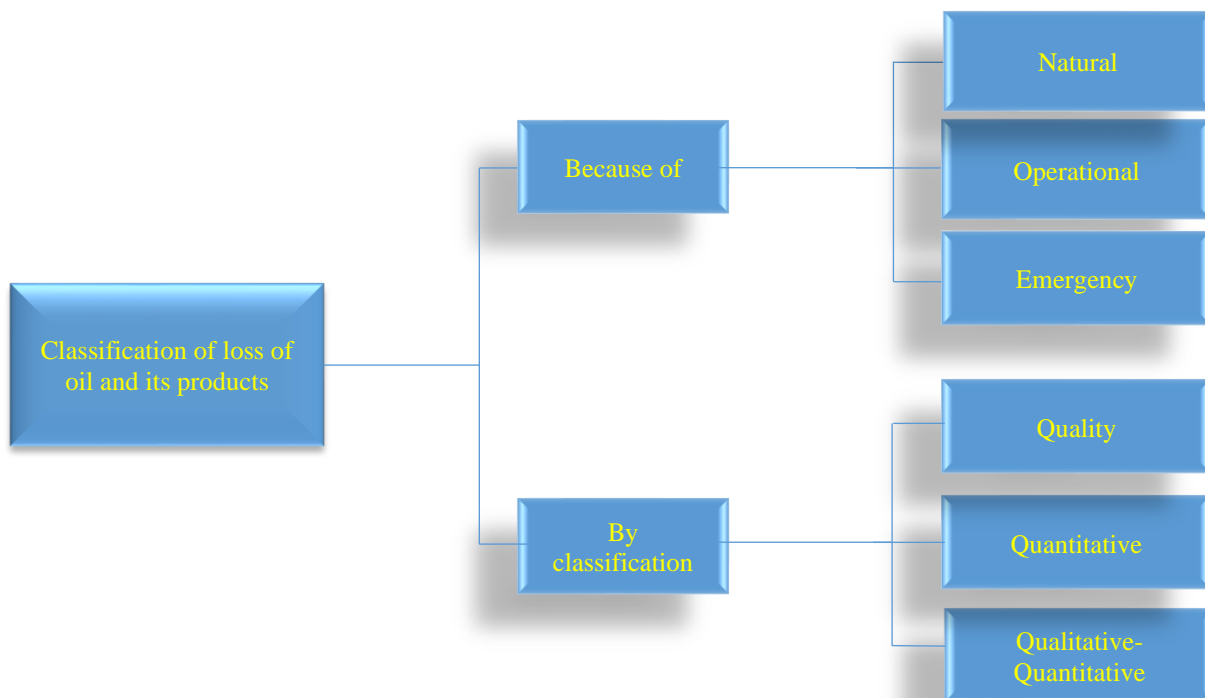 Classification of loss of
oil and its products
Because of
Natural
Operational
Emergency
By
classification
Quality
Quantitative
Qualitative-
Quantitative